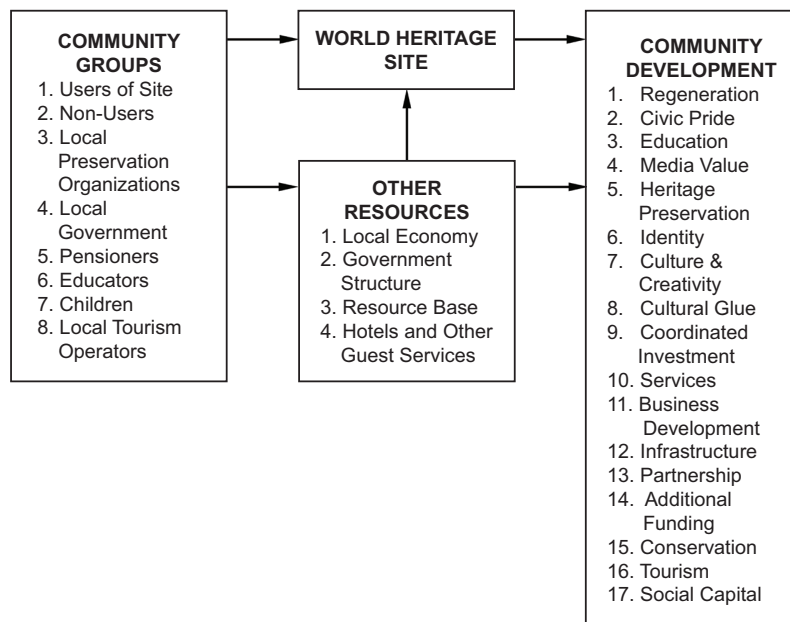 COMMUNITY
GROUPS
1. Users of Site
2. Non-Users
3. Local
Preservation
Organizations
4. Local
Government
5. Pensioners
6. Educators
7. Children
8. Local Tourism
Operators
WORLD HERITAGE
SITE
OTHER
RESOURCES
1. Local Economy
2. Government
Structure
3. Resource Base
4. Hotels and Other
Guest Services
COMMUNITY
DEVELOPMENT
1. Regeneration
2. Civic Pride
3. Education
4. Media Value
5. Heritage
Preservation
6. Identity
7. Culture &
Creativity
8. Cultural Glue
9. Coordinated
Investment
10. Services
11. Business
Development
12. Infrastructure
13. Partnership
14. Additional
Funding
15. Conservation
16. Tourism
17. Social Capital